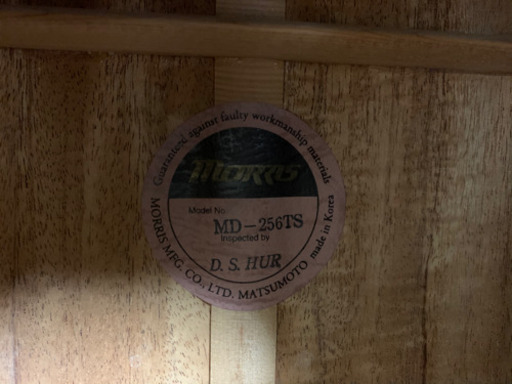 Guaranteed against faulty workmanship materials
MORRIS
Model No.
MD-256TS
Inspected by
D. S. HUR
MORRIS MFG. CO., LTD. MATSUMOTO made in Korea